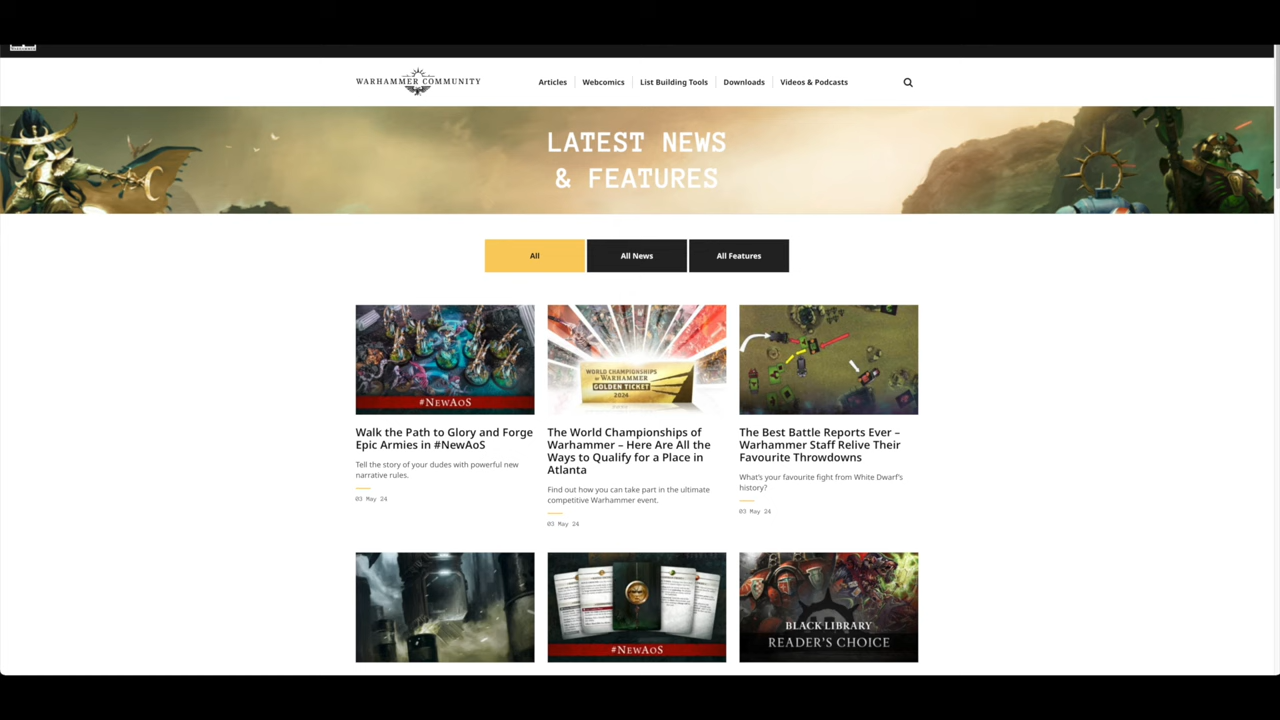 WARHAMMER COMMUNITY
Articles
Webcomics
List Building Tools
Downloads
Videos & Podcasts
LATEST NEWS
& FEATURES
All
All News
All Features
#NEWAOS
WORLD CHAMPIONSHIPS
OF WARHAMMER
GOLDEN TICKET
2024
Walk the Path to Glory and Forge
Epic Armies in #NewAoS
Tell the story of your dudes with powerful new
narrative rules.
03 May 24
The World Championships of
Warhammer – Here Are All the
Ways to Qualify for a Place in
Atlanta
Find out how you can take part in the ultimate
competitive Warhammer event.
03 May 24
The Best Battle Reports Ever –
Warhammer Staff Relive Their
Favourite Throwdowns
What's your favourite fight from White Dwarf's
history?
03 May 24
#NEWAOS
BLACK LIBRARY
READER'S CHOICE